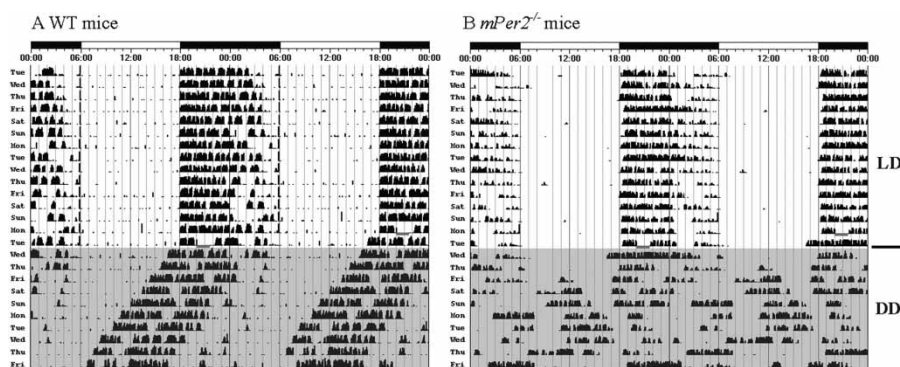 A WT mice
00:00 06:00 12:00 18:00 00:00 06:00 12:00 18:00 00:00
Tue
Wed
Thu
Fri
Sat
Sun
Mon
Tue
Wed
Thu
Fri
Sat
Sun
Mon
Tue
Wed
Thu
Fri
Sat
Sun
Mon
Tue
Wed
Thu
Fri
B mPer2-/- mice
00:00 06:00 12:00 18:00 00:00 06:00 12:00 18:00 00:00
Tue
Wed
Thu
Fri
Sat
Sun
Mon
Tue
Wed
Thu
Fri
Sat
Sun
Mon
Tue
Wed
Thu
Fri
Sat
Sun
Mon
Tue
Wed
Thu
Fri
LD
DD